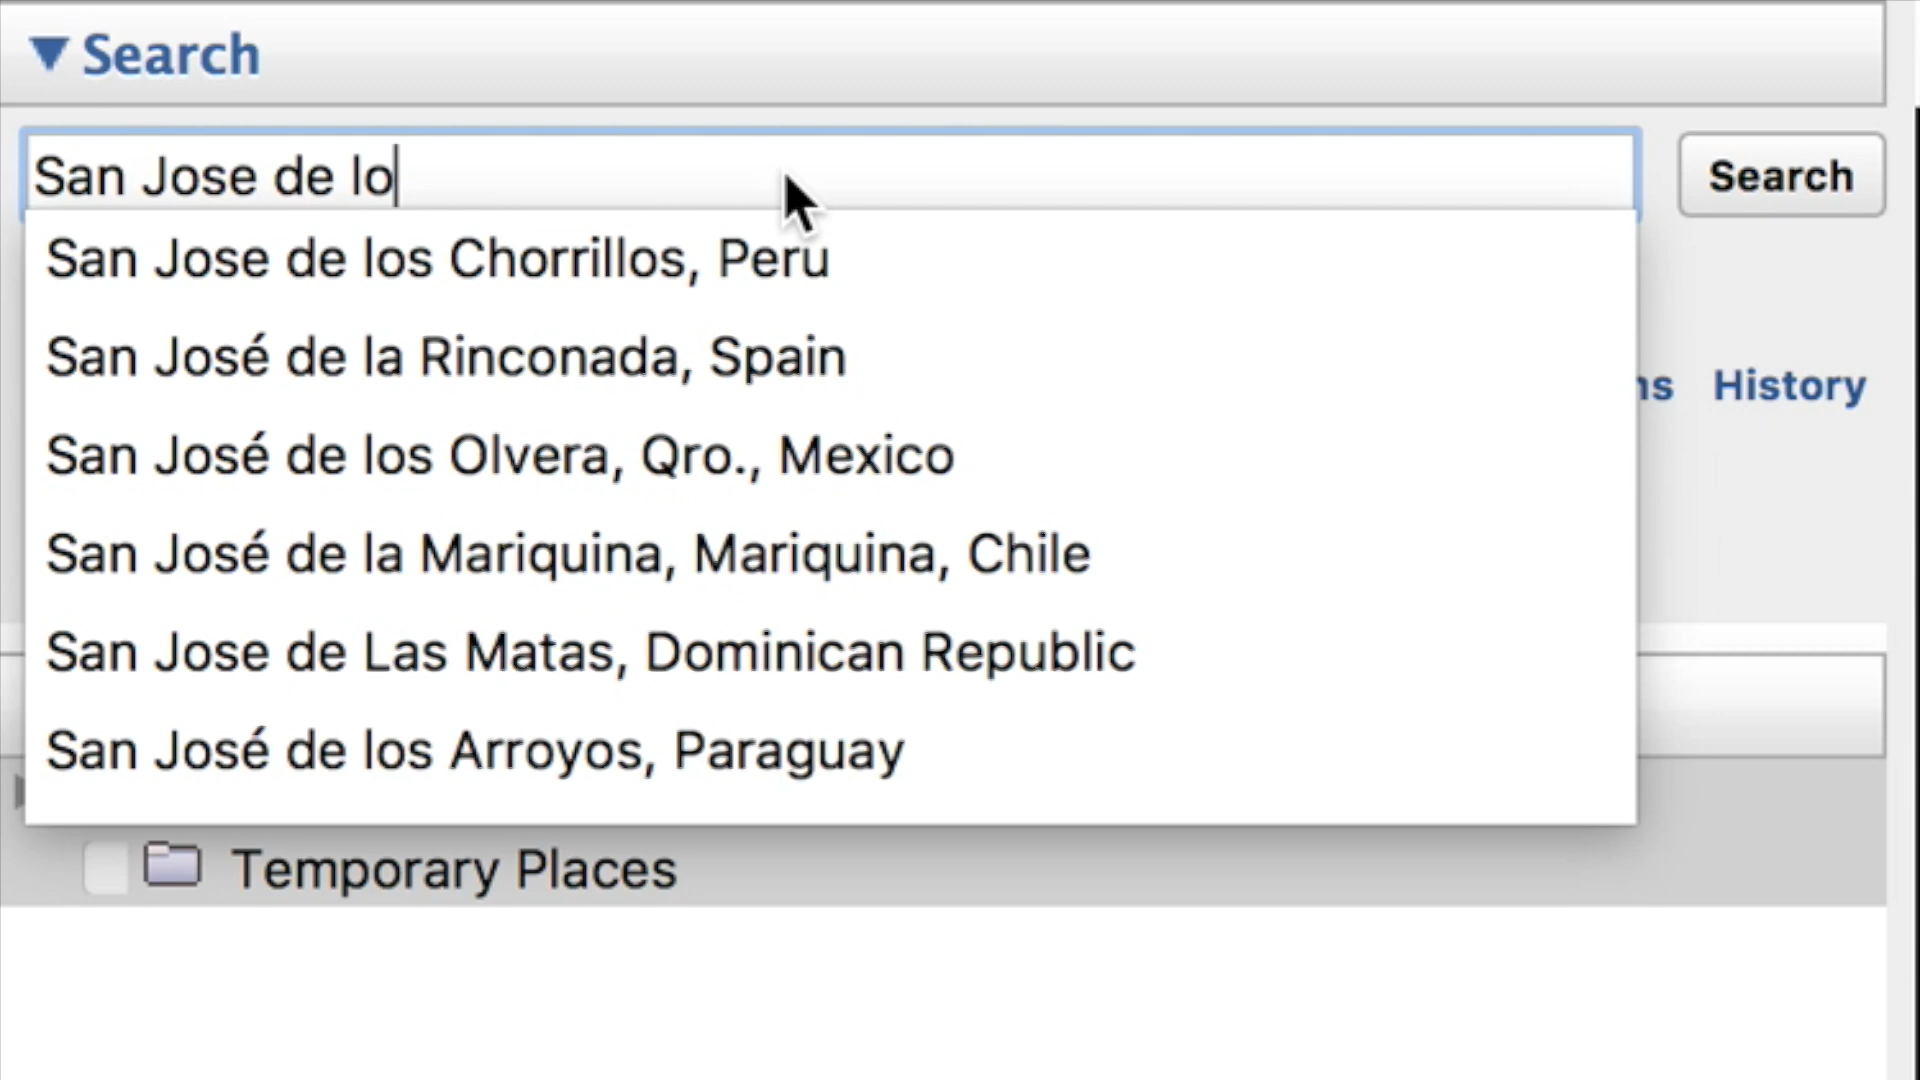 Search
San Jose de lo
Search
San Jose de los Chorrillos, Peru
San José de la Rinconada, Spain
History
San José de los Olvera, Qro., Mexico
San José de la Mariquina, Mariquina, Chile
San Jose de Las Matas, Dominican Republic
San José de los Arroyos, Paraguay
Temporary Places